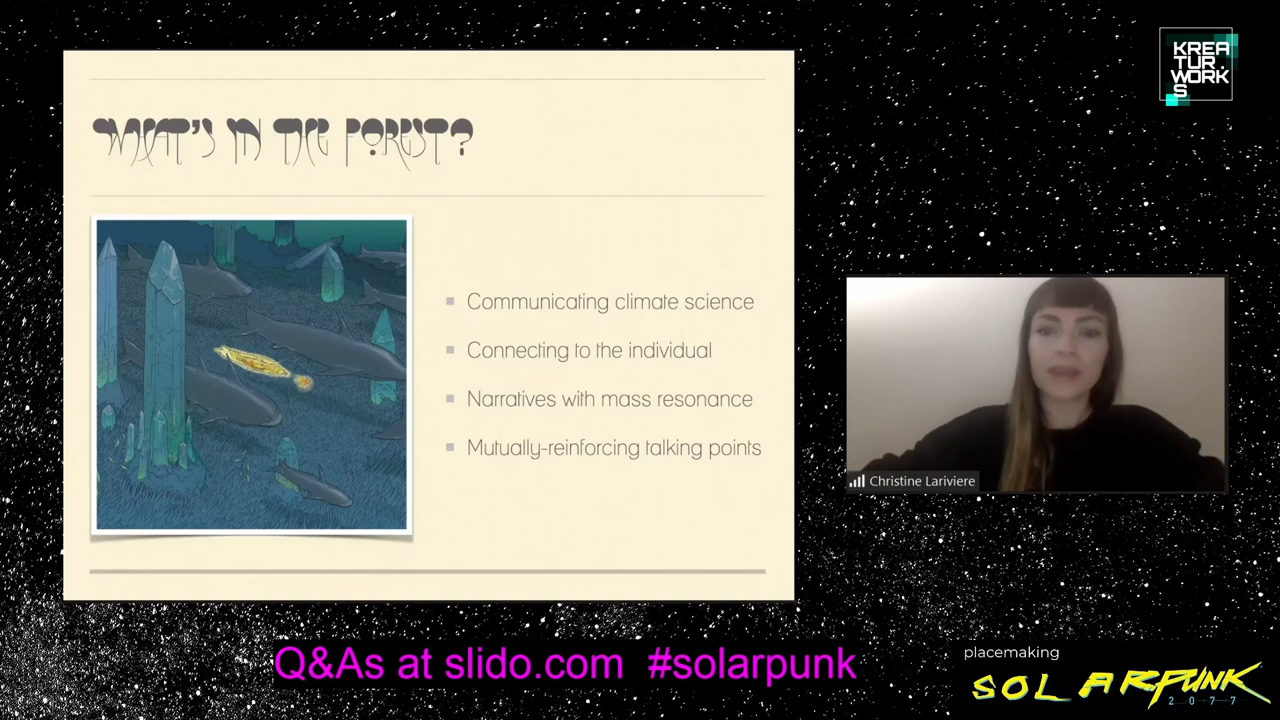 KREA
TUR.
WORK
S
WHAT'S IN THE FOREST?
Communicating climate science
Connecting to the individual
Narratives with mass resonance
Mutually-reinforcing talking points
Christine Lariviere
Q&As at slido.com #solarpunk
placemaking
SOLARPUNK
2077